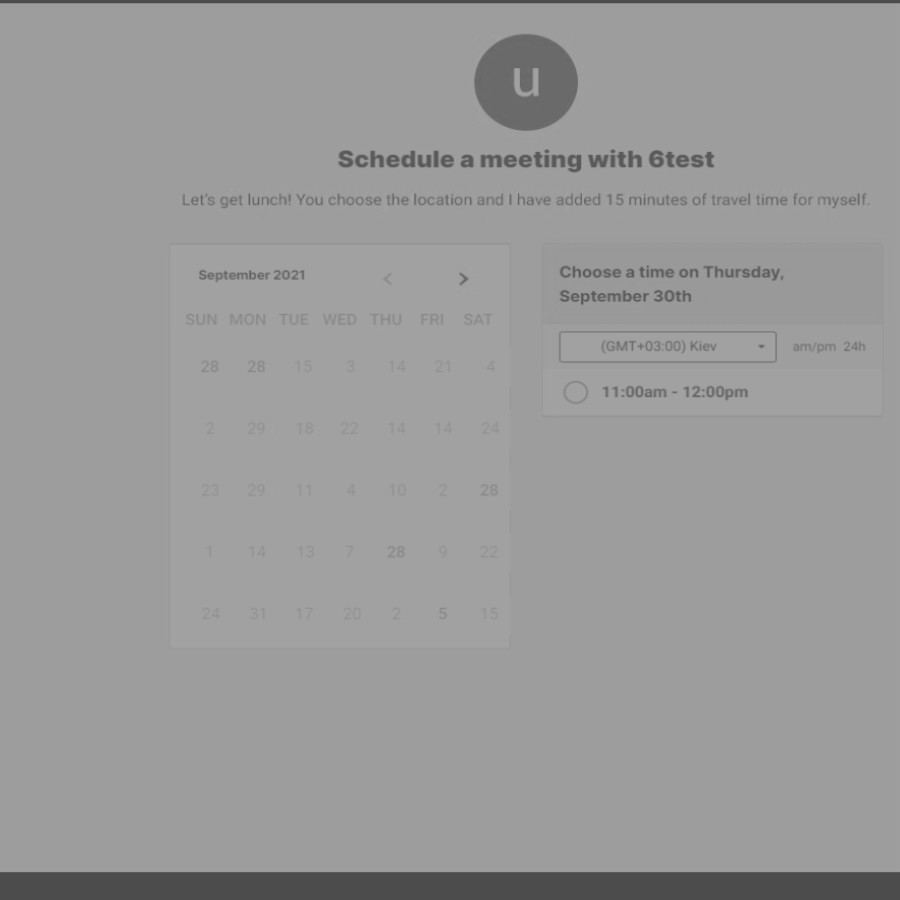 u
Schedule a meeting with 6test
Let's get lunch! You choose the location and I have added 15 minutes of travel time for myself.
September 2021 < >
SUN MON TUE WED THU FRI SAT
28 28 15 3 14 21 4
2 29 18 22 14 14 24
23 29 11 4 10 2 28
1 14 13 7 28 9 22
24 31 17 20 2 5 15
Choose a time on Thursday,
September 30th
(GMT+03:00) Kiev am/pm 24h
11:00am - 12:00pm